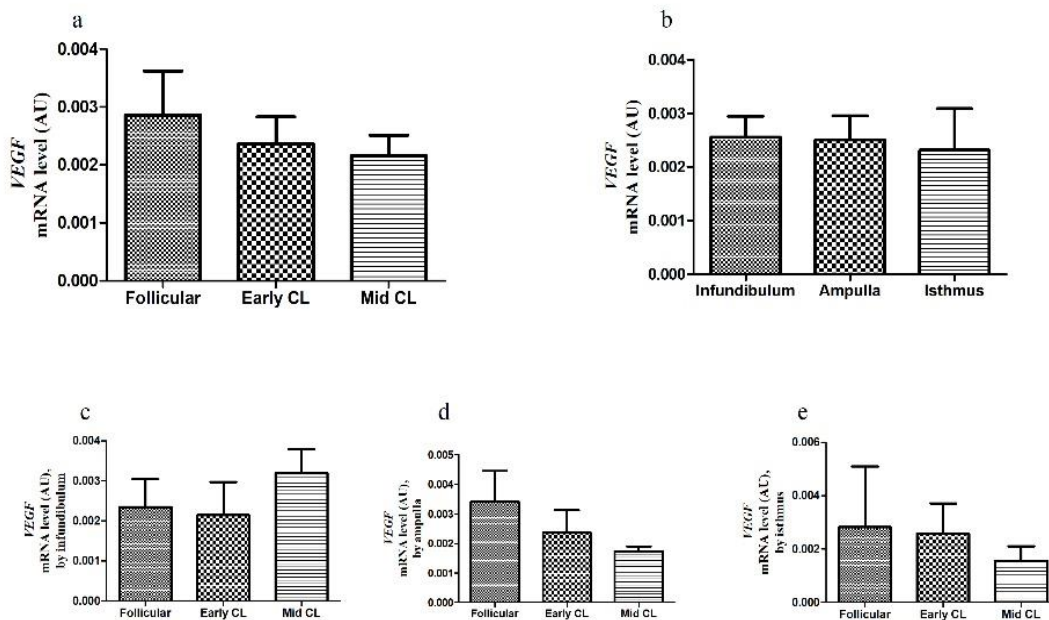 a
VEGF
mRNA level (AU)
0.004
0.003
0.002
0.001
0.000
Follicular Early CL Mid CL
b
VEGF
mRNA level (AU)
0.004
0.003
0.002
0.001
0.000
Infundibulum Ampulla Isthmus
c
VEGF
mRNA level (AU),
by infundibulum
0.004
0.003
0.002
0.001
0.000
Follicular Early CL Mid CL
d
VEGF
mRNA level (AU),
by ampulla
0.005
0.004
0.003
0.002
0.001
0.000
Follicular Early CL Mid CL
e
VEGF
mRNA level (AU),
by isthmus
0.006
0.004
0.002
0.000
Follicular Early CL Mid CL